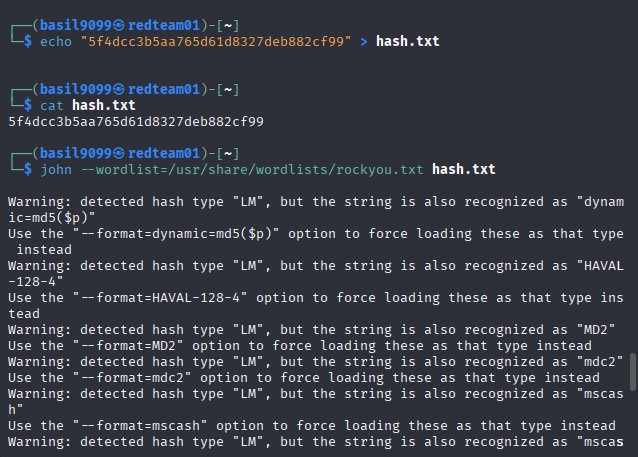 ┌──(basil9099㉿redteam01)-[~]
└─$ echo "5f4dcc3b5aa765d61d8327deb882cf99" > hash.txt
┌──(basil9099㉿redteam01)-[~]
└─$ cat hash.txt
5f4dcc3b5aa765d61d8327deb882cf99
┌──(basil9099㉿redteam01)-[~]
└─$ john --wordlist=/usr/share/wordlists/rockyou.txt hash.txt
Warning: detected hash type "LM", but the string is also recognized as "dynam
ic=md5($p)"
Use the "--format=dynamic=md5($p)" option to force loading these as that type
 instead
Warning: detected hash type "LM", but the string is also recognized as "HAVAL
-128-4"
Use the "--format=HAVAL-128-4" option to force loading these as that type ins
tead
Warning: detected hash type "LM", but the string is also recognized as "MD2"
Use the "--format=MD2" option to force loading these as that type instead
Warning: detected hash type "LM", but the string is also recognized as "mdc2"
Use the "--format=mdc2" option to force loading these as that type instead
Warning: detected hash type "LM", but the string is also recognized as "mscas
h"
Use the "--format=mscash" option to force loading these as that type instead
Warning: detected hash type "LM", but the string is also recognized as "mscas